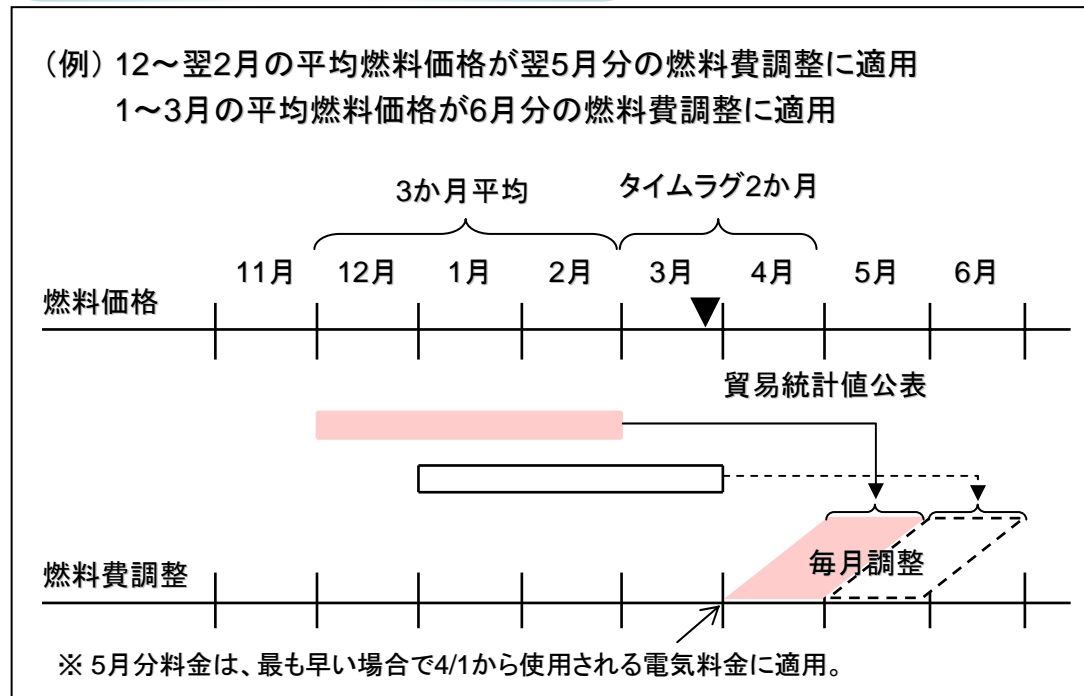 (例) 12～翌2月の平均燃料価格が翌5月分の燃料費調整に適用
1～3月の平均燃料価格が6月分の燃料費調整に適用
3か月平均
タイムラグ2か月
11月 12月 1月 2月 3月 4月 5月 6月
燃料価格
貿易統計値公表
毎月調整
燃料費調整
※ 5月分料金は、最も早い場合で4/1から使用される電気料金に適用。